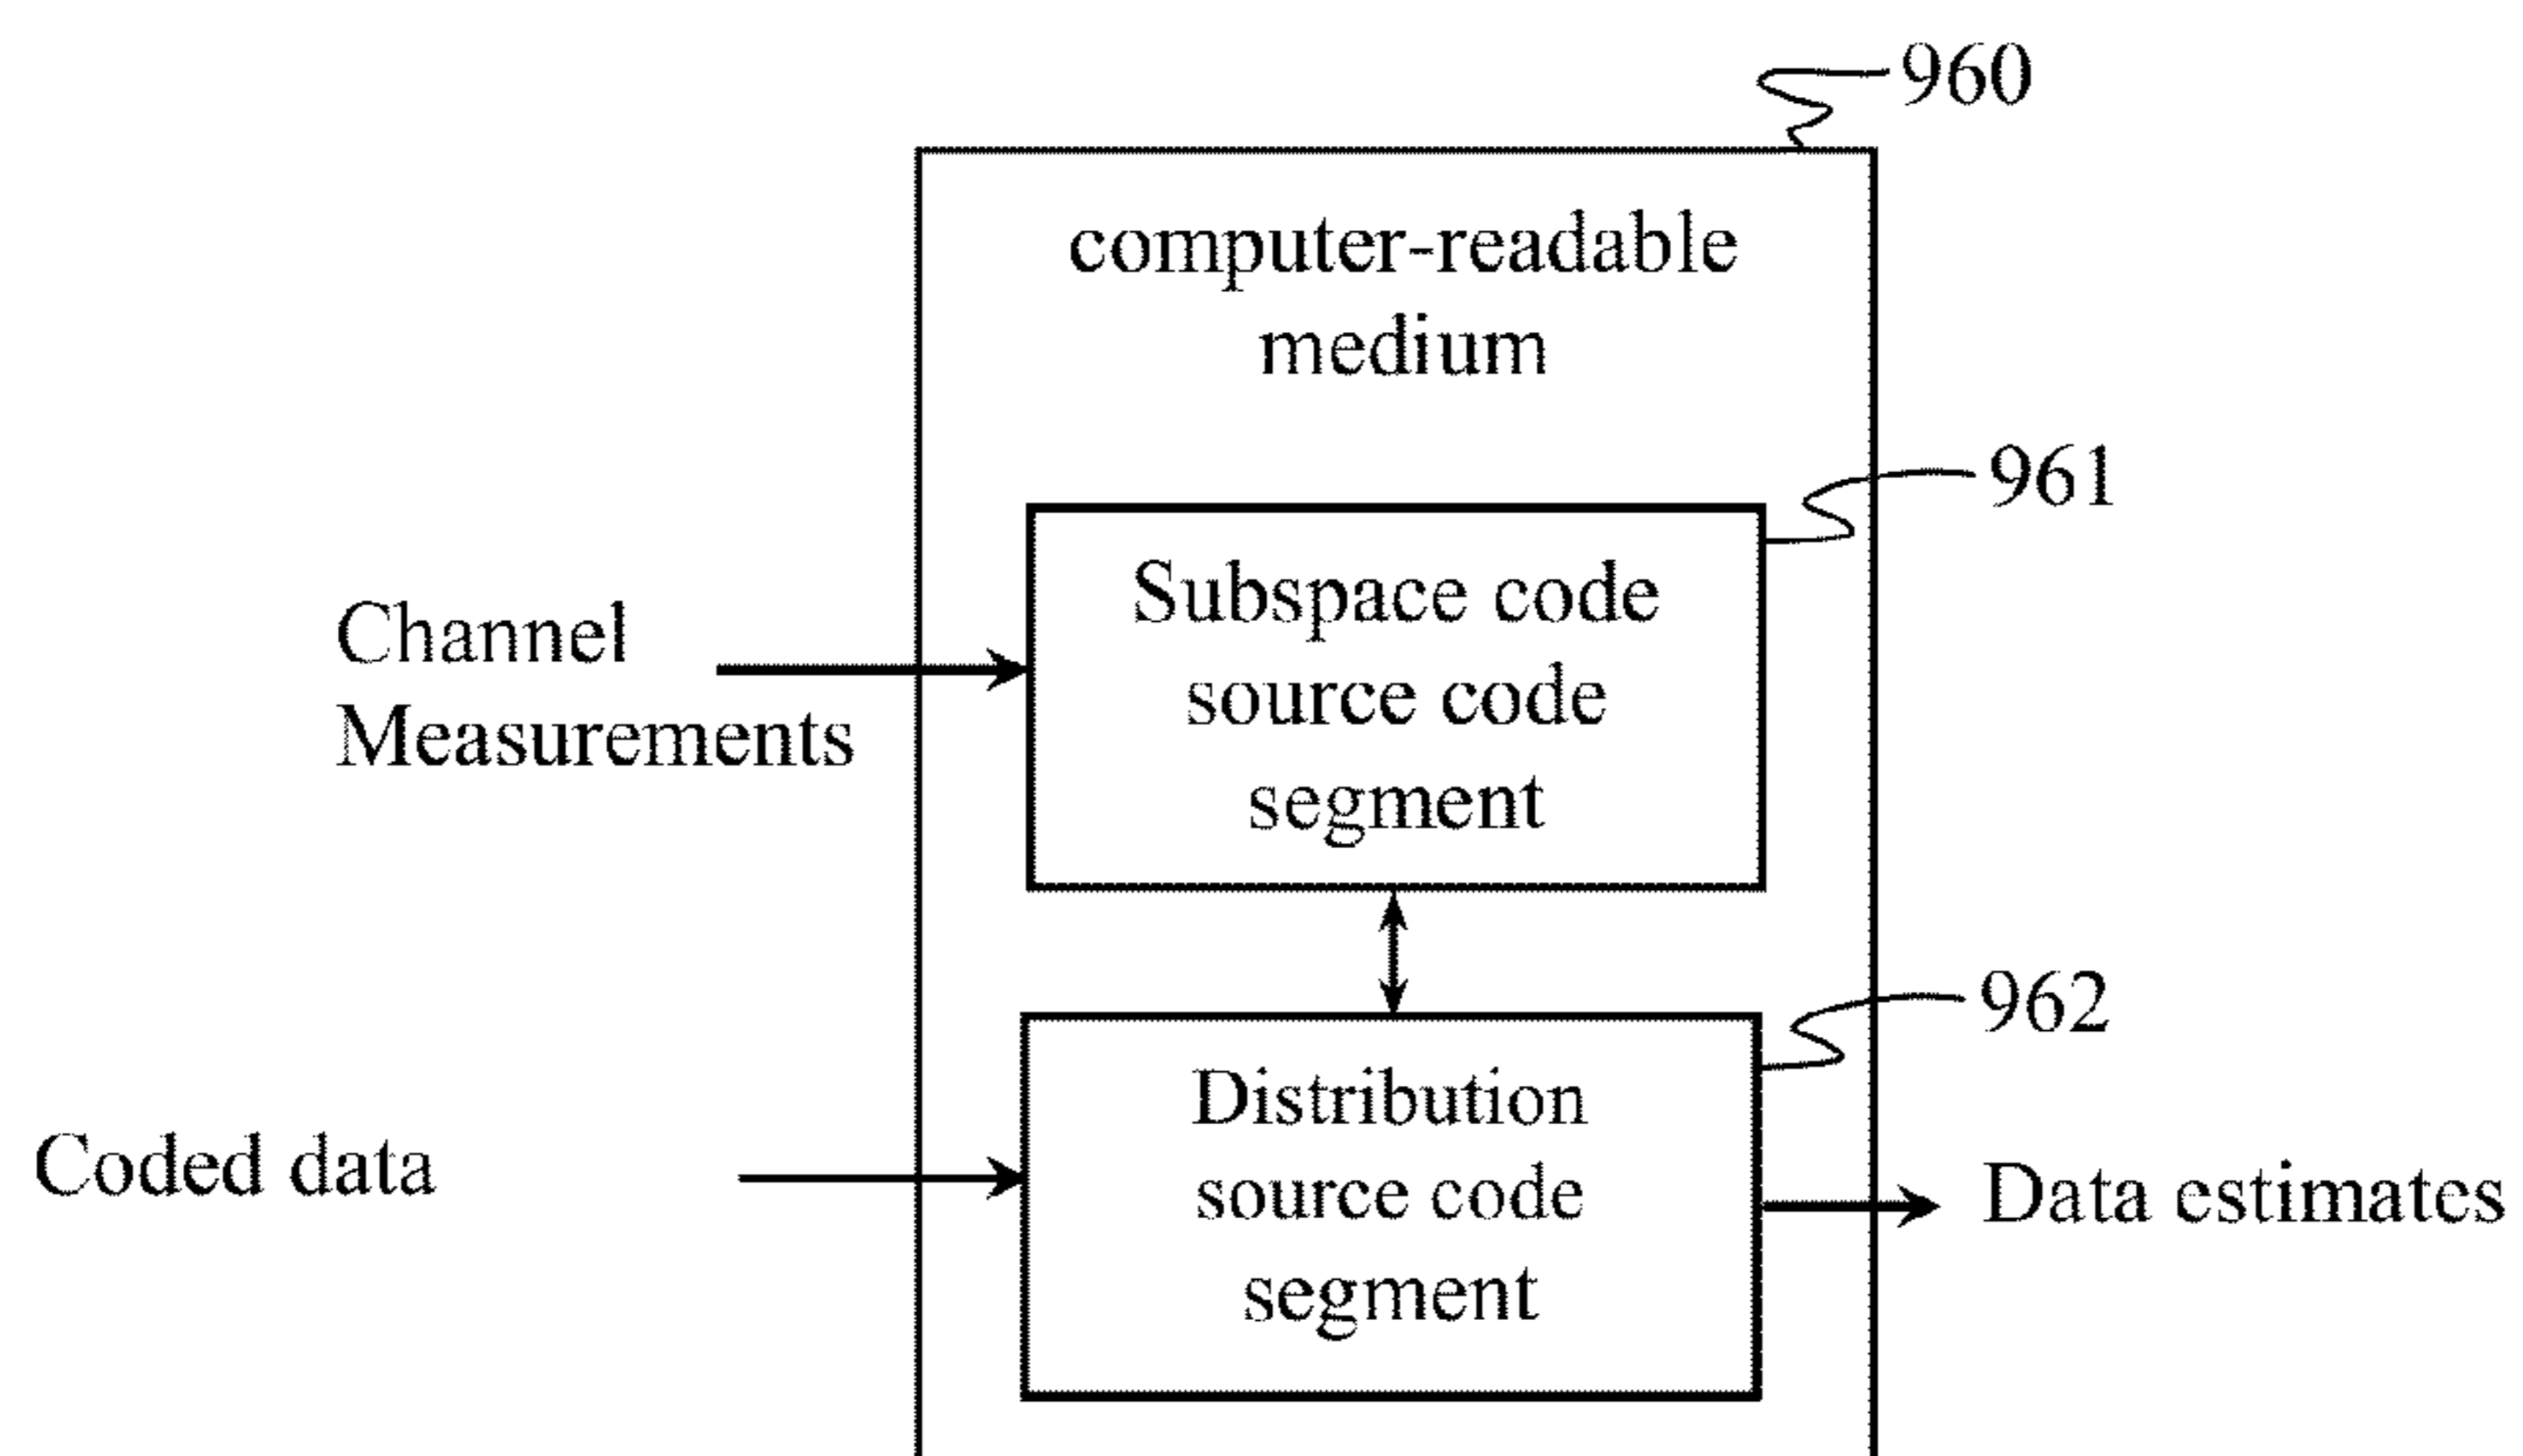 960
computer-readable
medium
961
Subspace code
source code
segment
Channel
Measurements
962
Distribution
source code
segment
Coded data
Data estimates